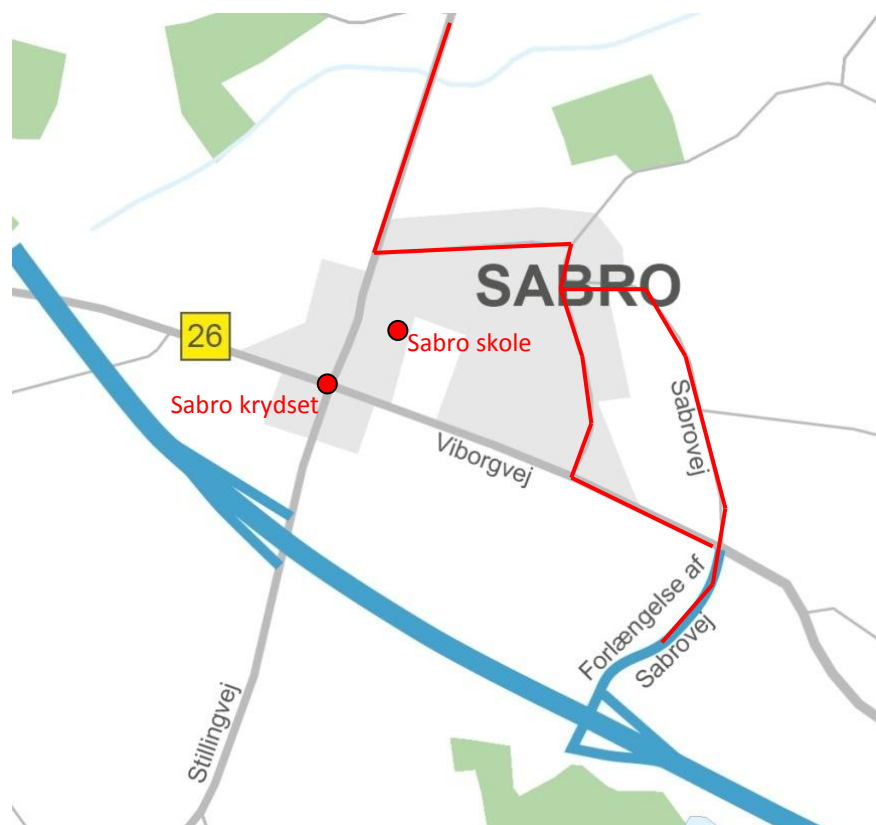 SABRO
26
Sabro skole
Sabro krydset
Viborgvej
Sabrovej
Forlængelse af
Sabrovej
Stillingvej